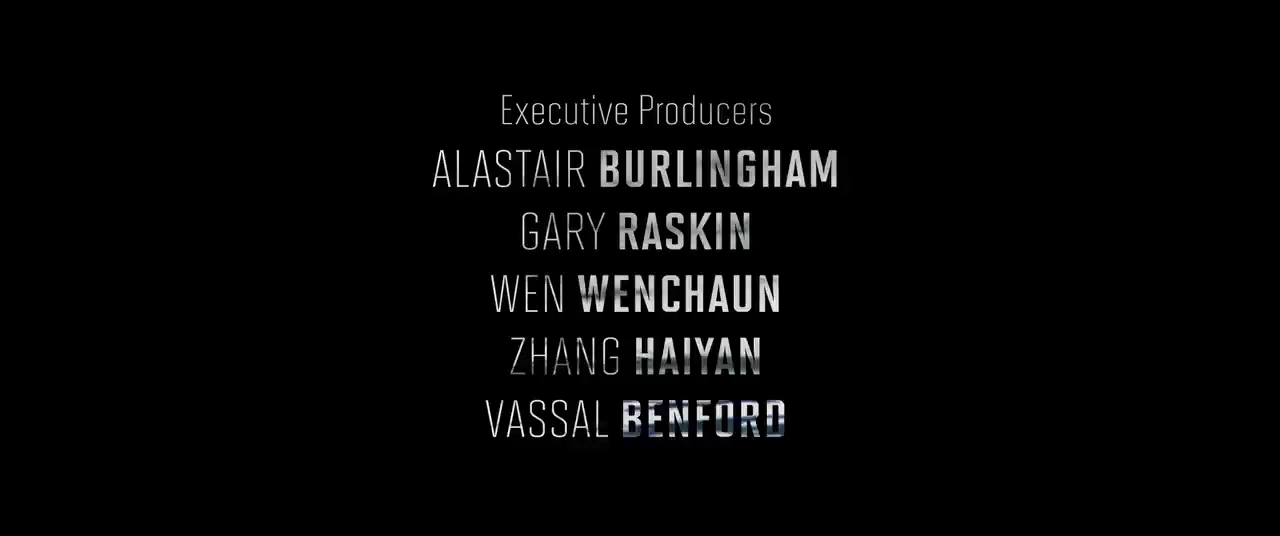 Executive Producers
ALASTAIR BURLINGHAM
GARY RASKIN
WEN WENCHAUN
ZHANG HAIYAN
VASSAL BENFORD